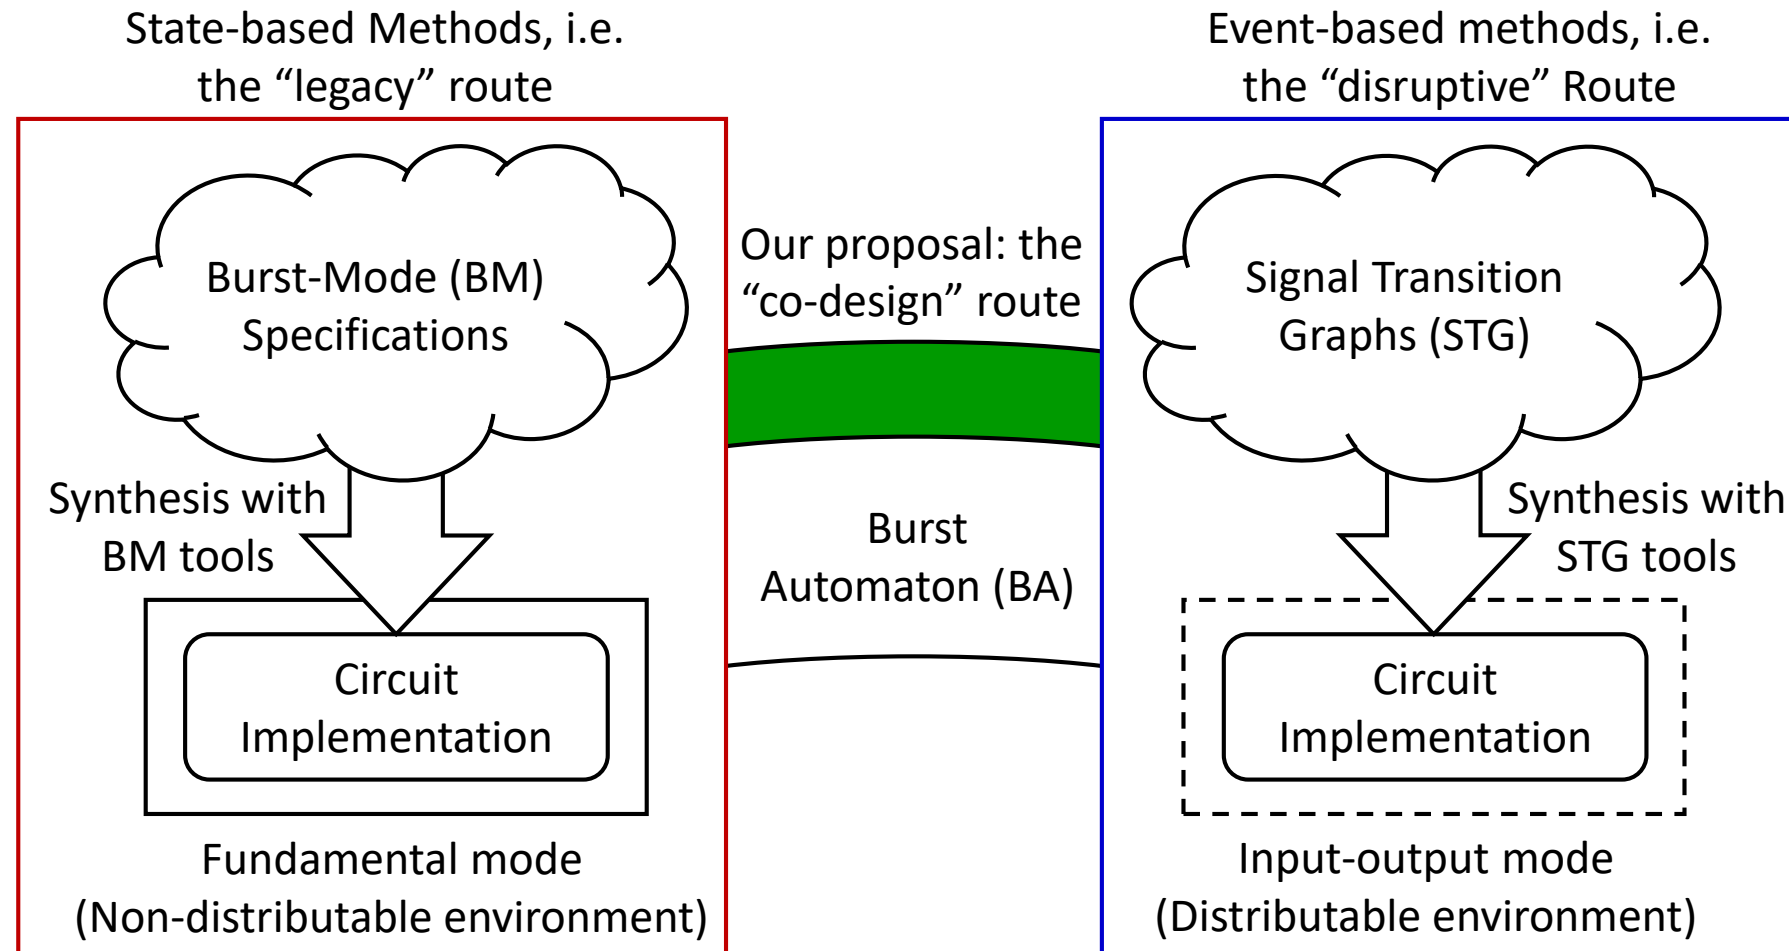 State-based Methods, i.e.
the “legacy” route
Burst-Mode (BM)
Specifications
Synthesis with
BM tools
Circuit
Implementation
Fundamental mode
(Non-distributable environment)
Our proposal: the
“co-design” route
Burst
Automaton (BA)
Event-based methods, i.e.
the “disruptive” Route
Signal Transition
Graphs (STG)
Synthesis with
STG tools
Circuit
Implementation
Input-output mode
(Distributable environment)